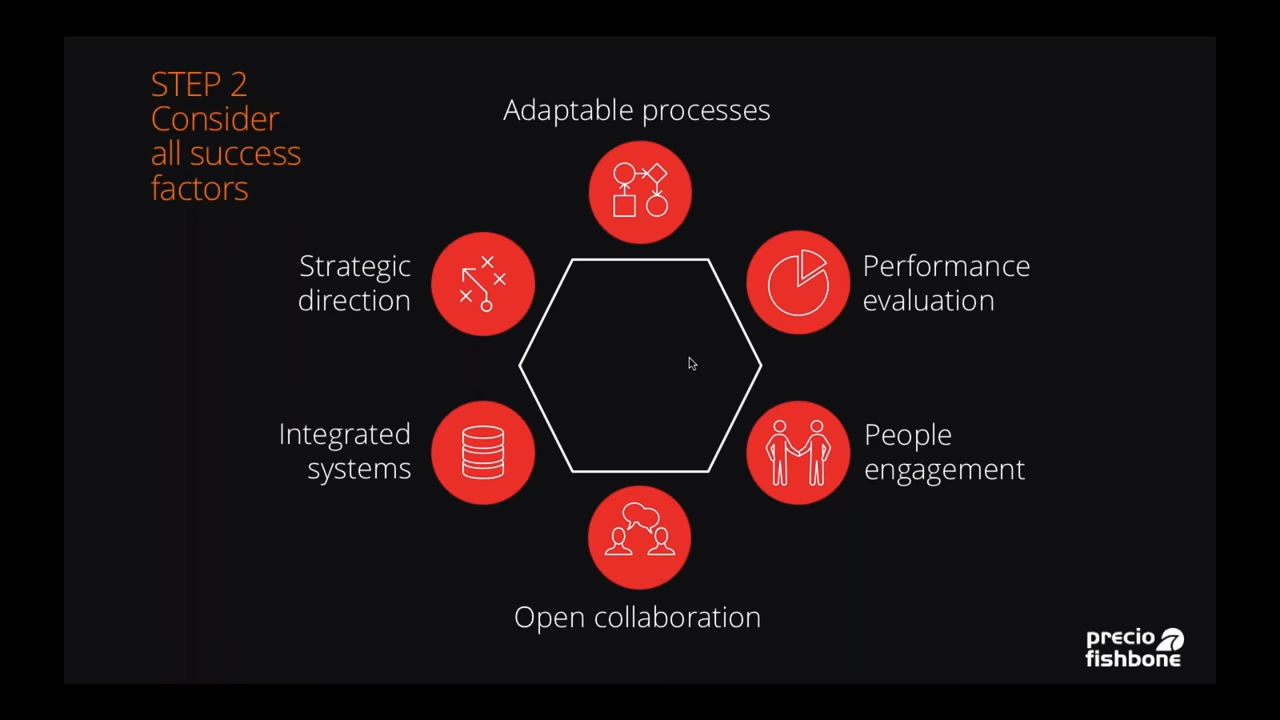 STEP 2
Consider
all success
factors
Adaptable processes
Strategic
direction
Performance
evaluation
Integrated
systems
People
engagement
Open collaboration
precio
fishbone